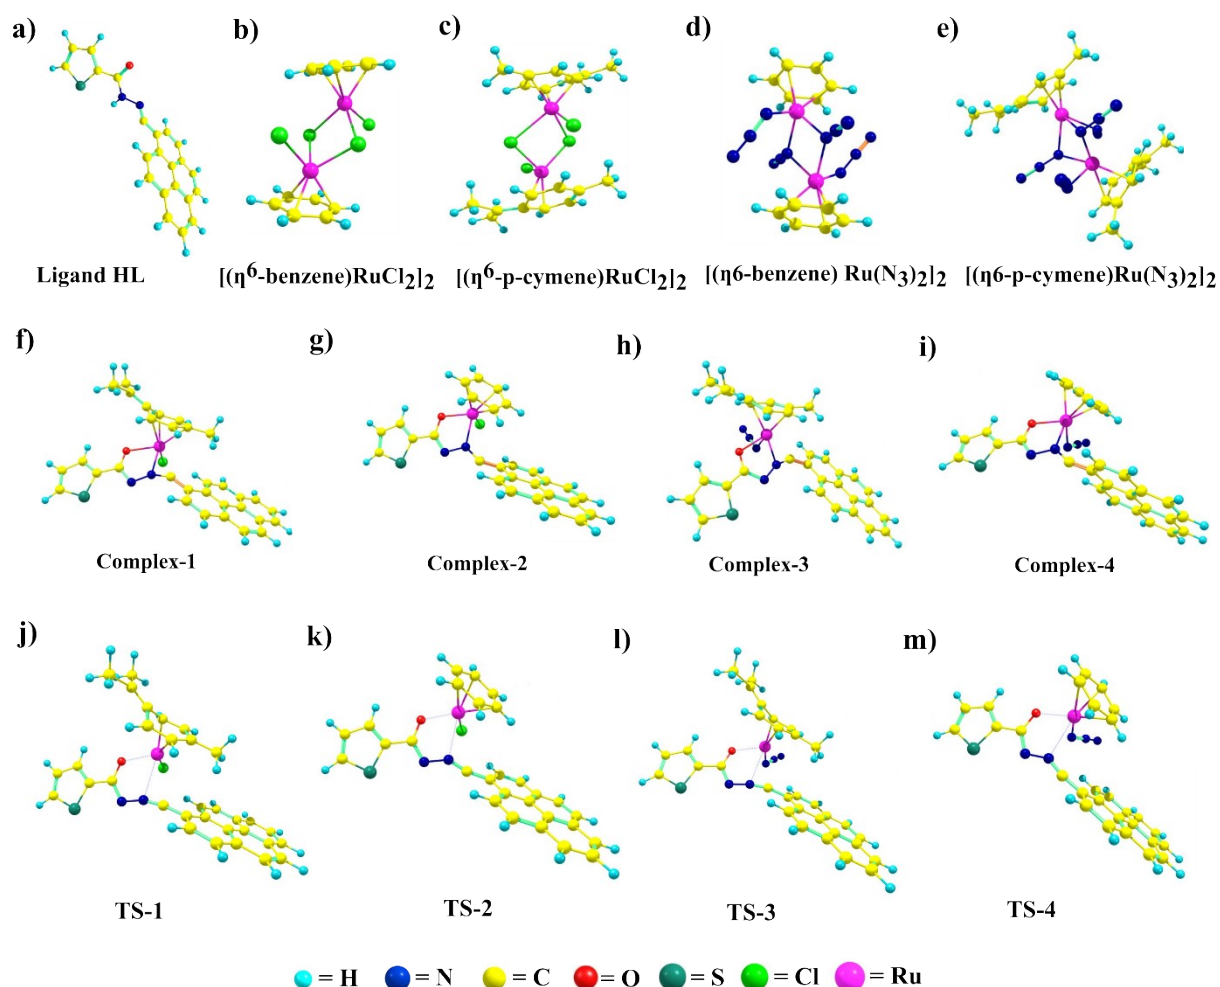 a) b) c) d) e)
Ligand HL [(η⁶-benzene)RuCl₂]₂ [(η⁶-p-cymene)RuCl₂]₂ [(η6-benzene) Ru(N₃)₂]₂ [(η6-p-cymene)Ru(N₃)₂]₂
f) g) h) i)
Complex-1 Complex-2 Complex-3 Complex-4
j) k) l) m)
TS-1 TS-2 TS-3 TS-4
= H = N = C = O = S = Cl = Ru